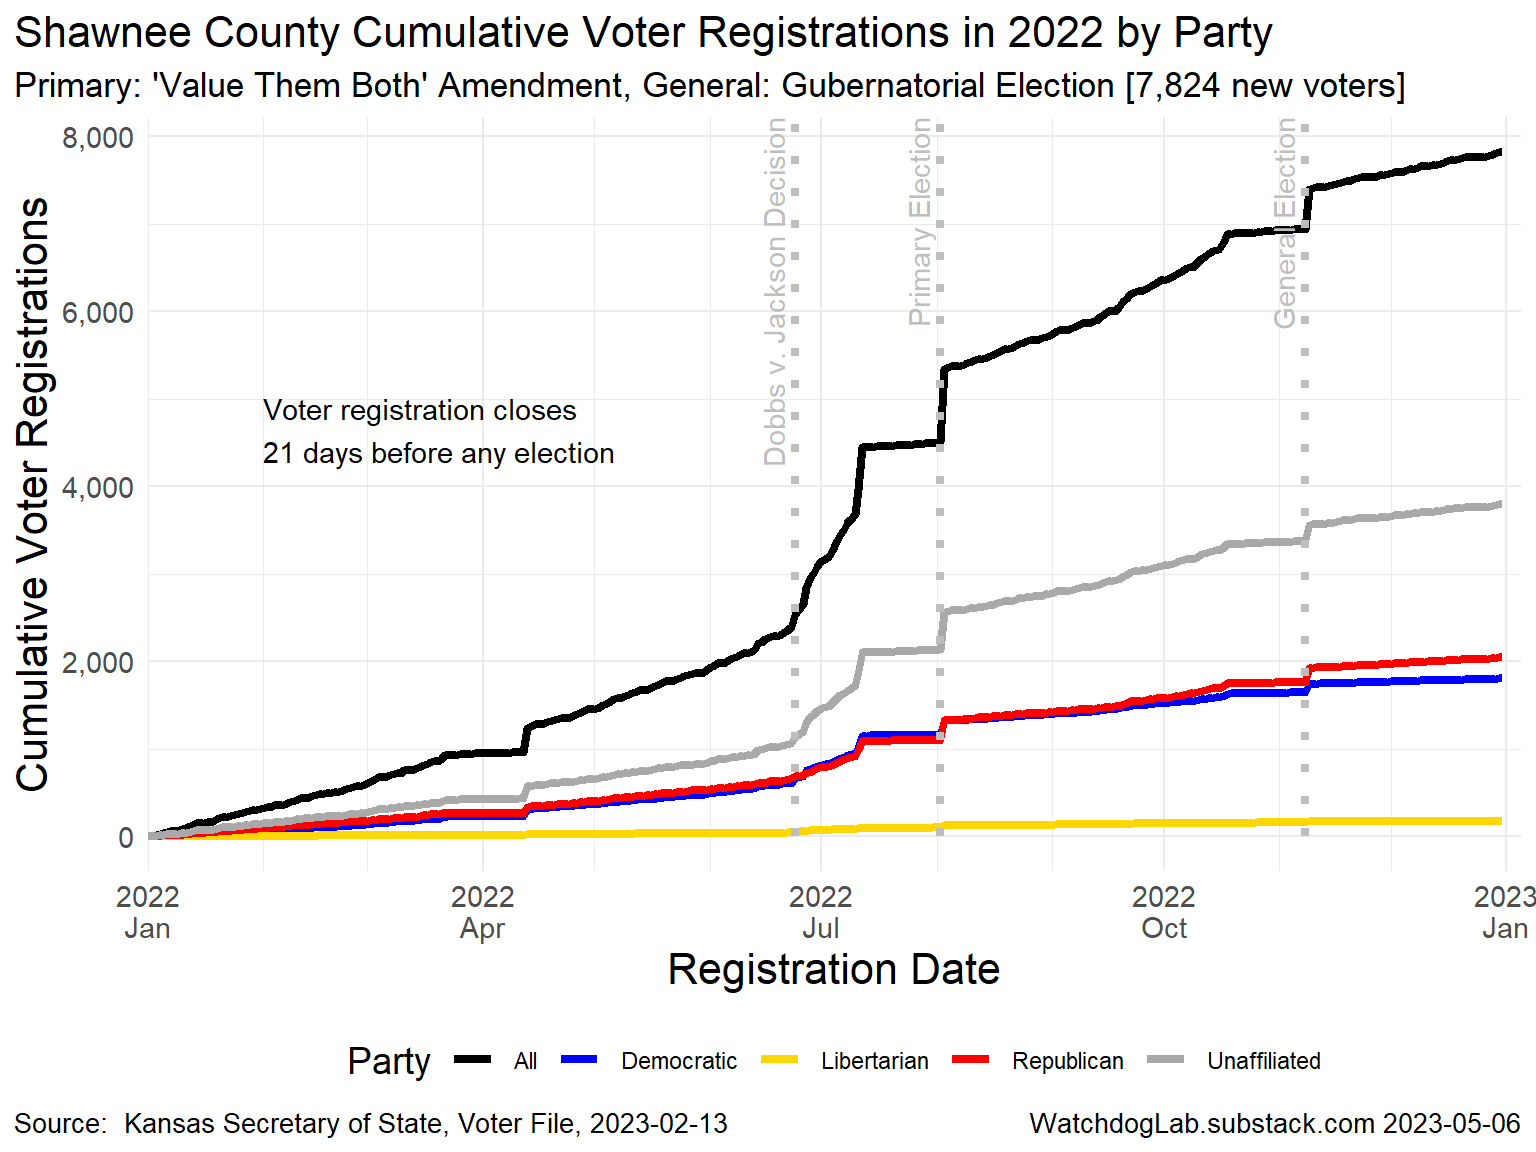 Shawnee County Cumulative Voter Registrations in 2022 by Party
Primary: 'Value Them Both' Amendment, General: Gubernatorial Election [7,824 new voters]
Cumulative Voter Registrations
8,000
6,000
4,000
2,000
0
Dobbs v. Jackson Decision
Primary Election
General Election
Voter registration closes
21 days before any election
2022
Jan
2022
Apr
2022
Jul
2022
Oct
2023
Jan
Registration Date
Party All Democratic Libertarian Republican Unaffiliated
Source:  Kansas Secretary of State, Voter File, 2023-02-13
WatchdogLab.substack.com 2023-05-06